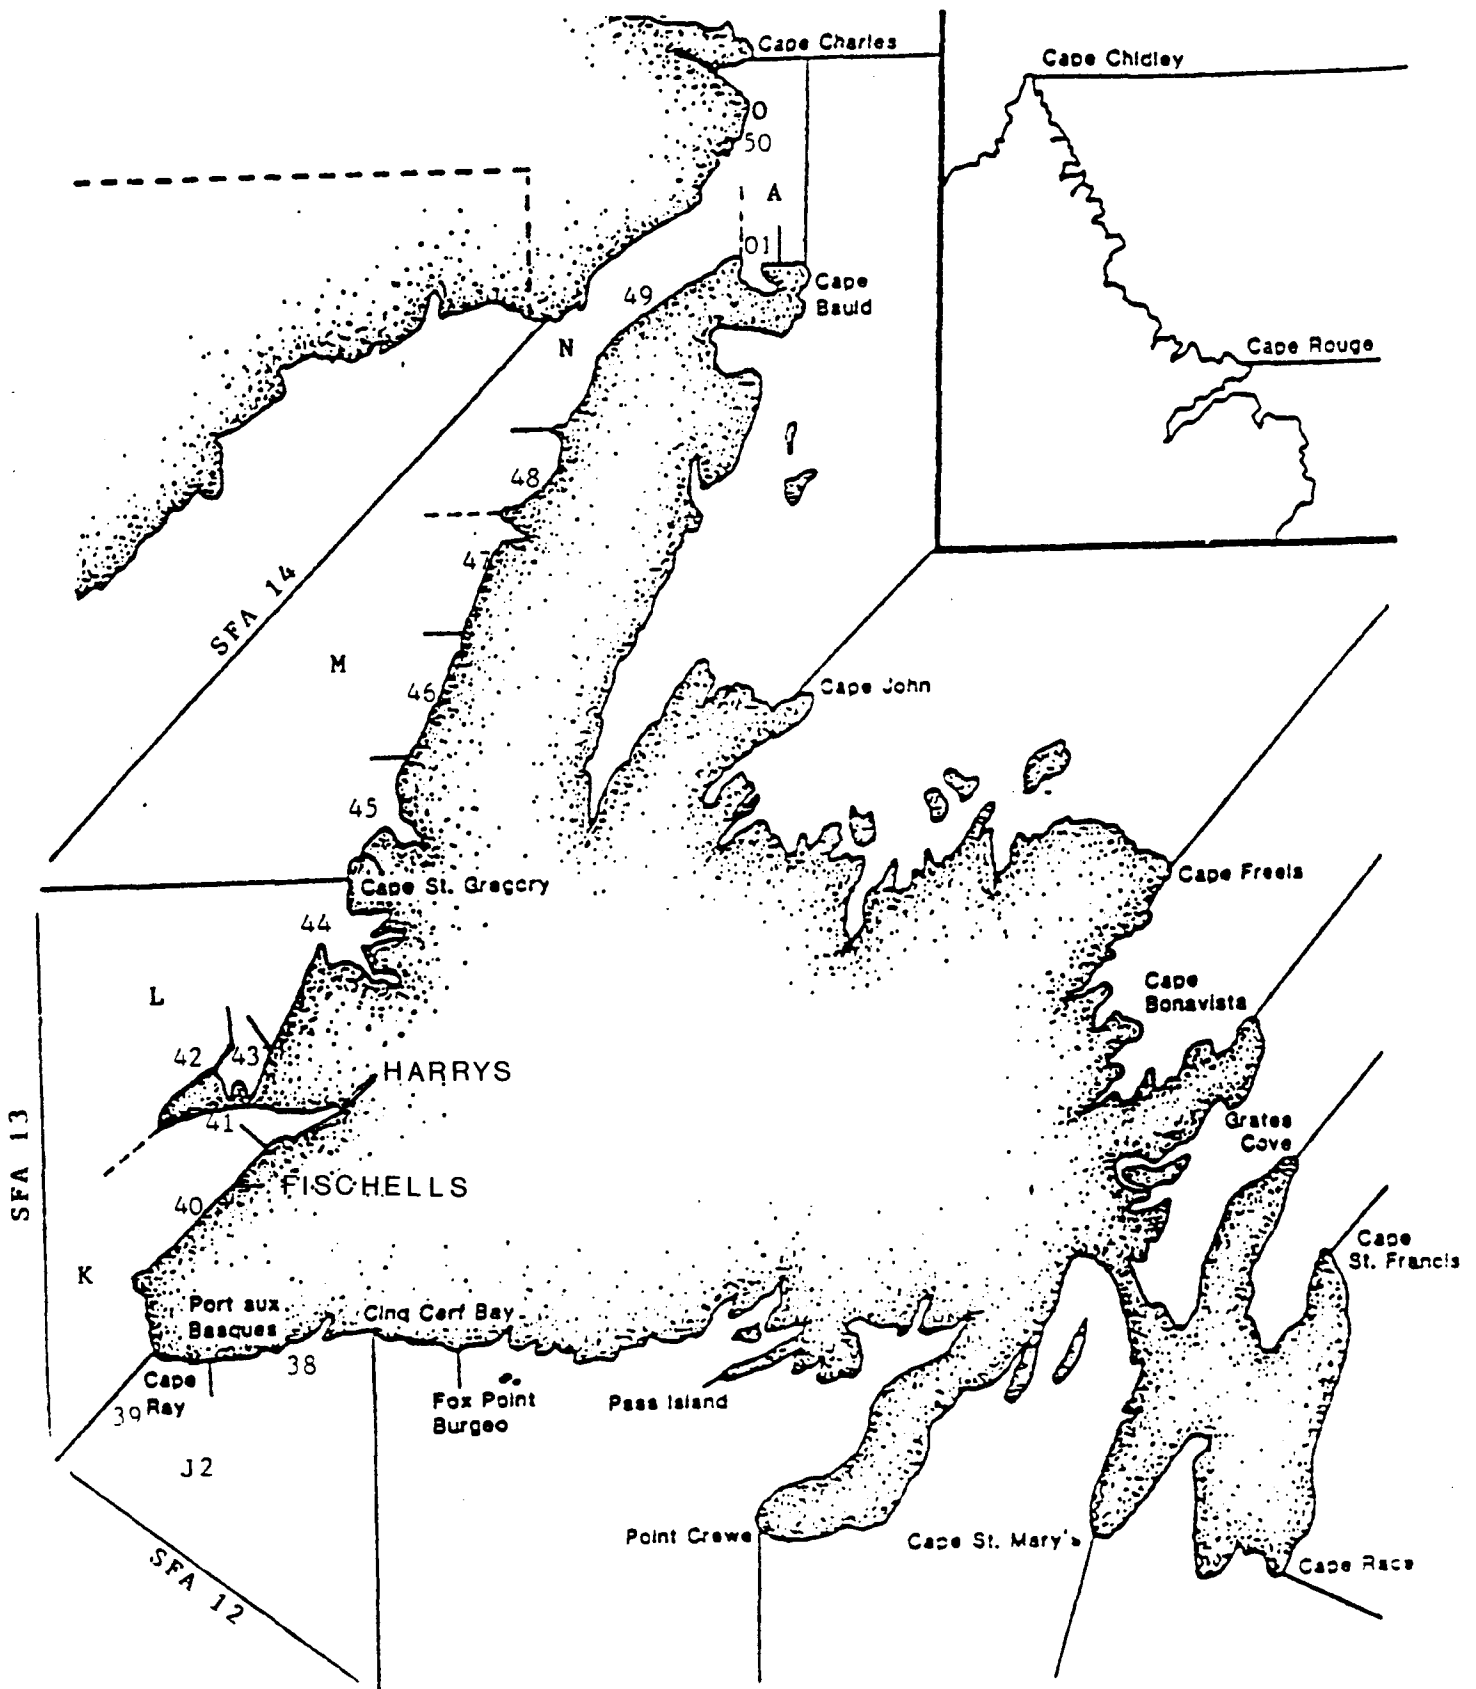 Cape Charles
Cape Chidley
O
50
A
01
Cape
Bauld
49
N
Cape Rouge
48
47
SFA 14
M
46
Cape John
45
Cape St. Gregory
Cape Freels
44
L
Cape
Bonavista
42
43
HARRYS
41
Grates
Cove
SFA 13
FISCHELLS
40
Cape
St. Francis
K
Port aux
Basques
Cinq Cerf Bay
38
Cape
Ray
39
Fox Point
Burgeo
Pass Island
J2
Point Crewe
Cape St. Mary's
Cape Race
SFA 12